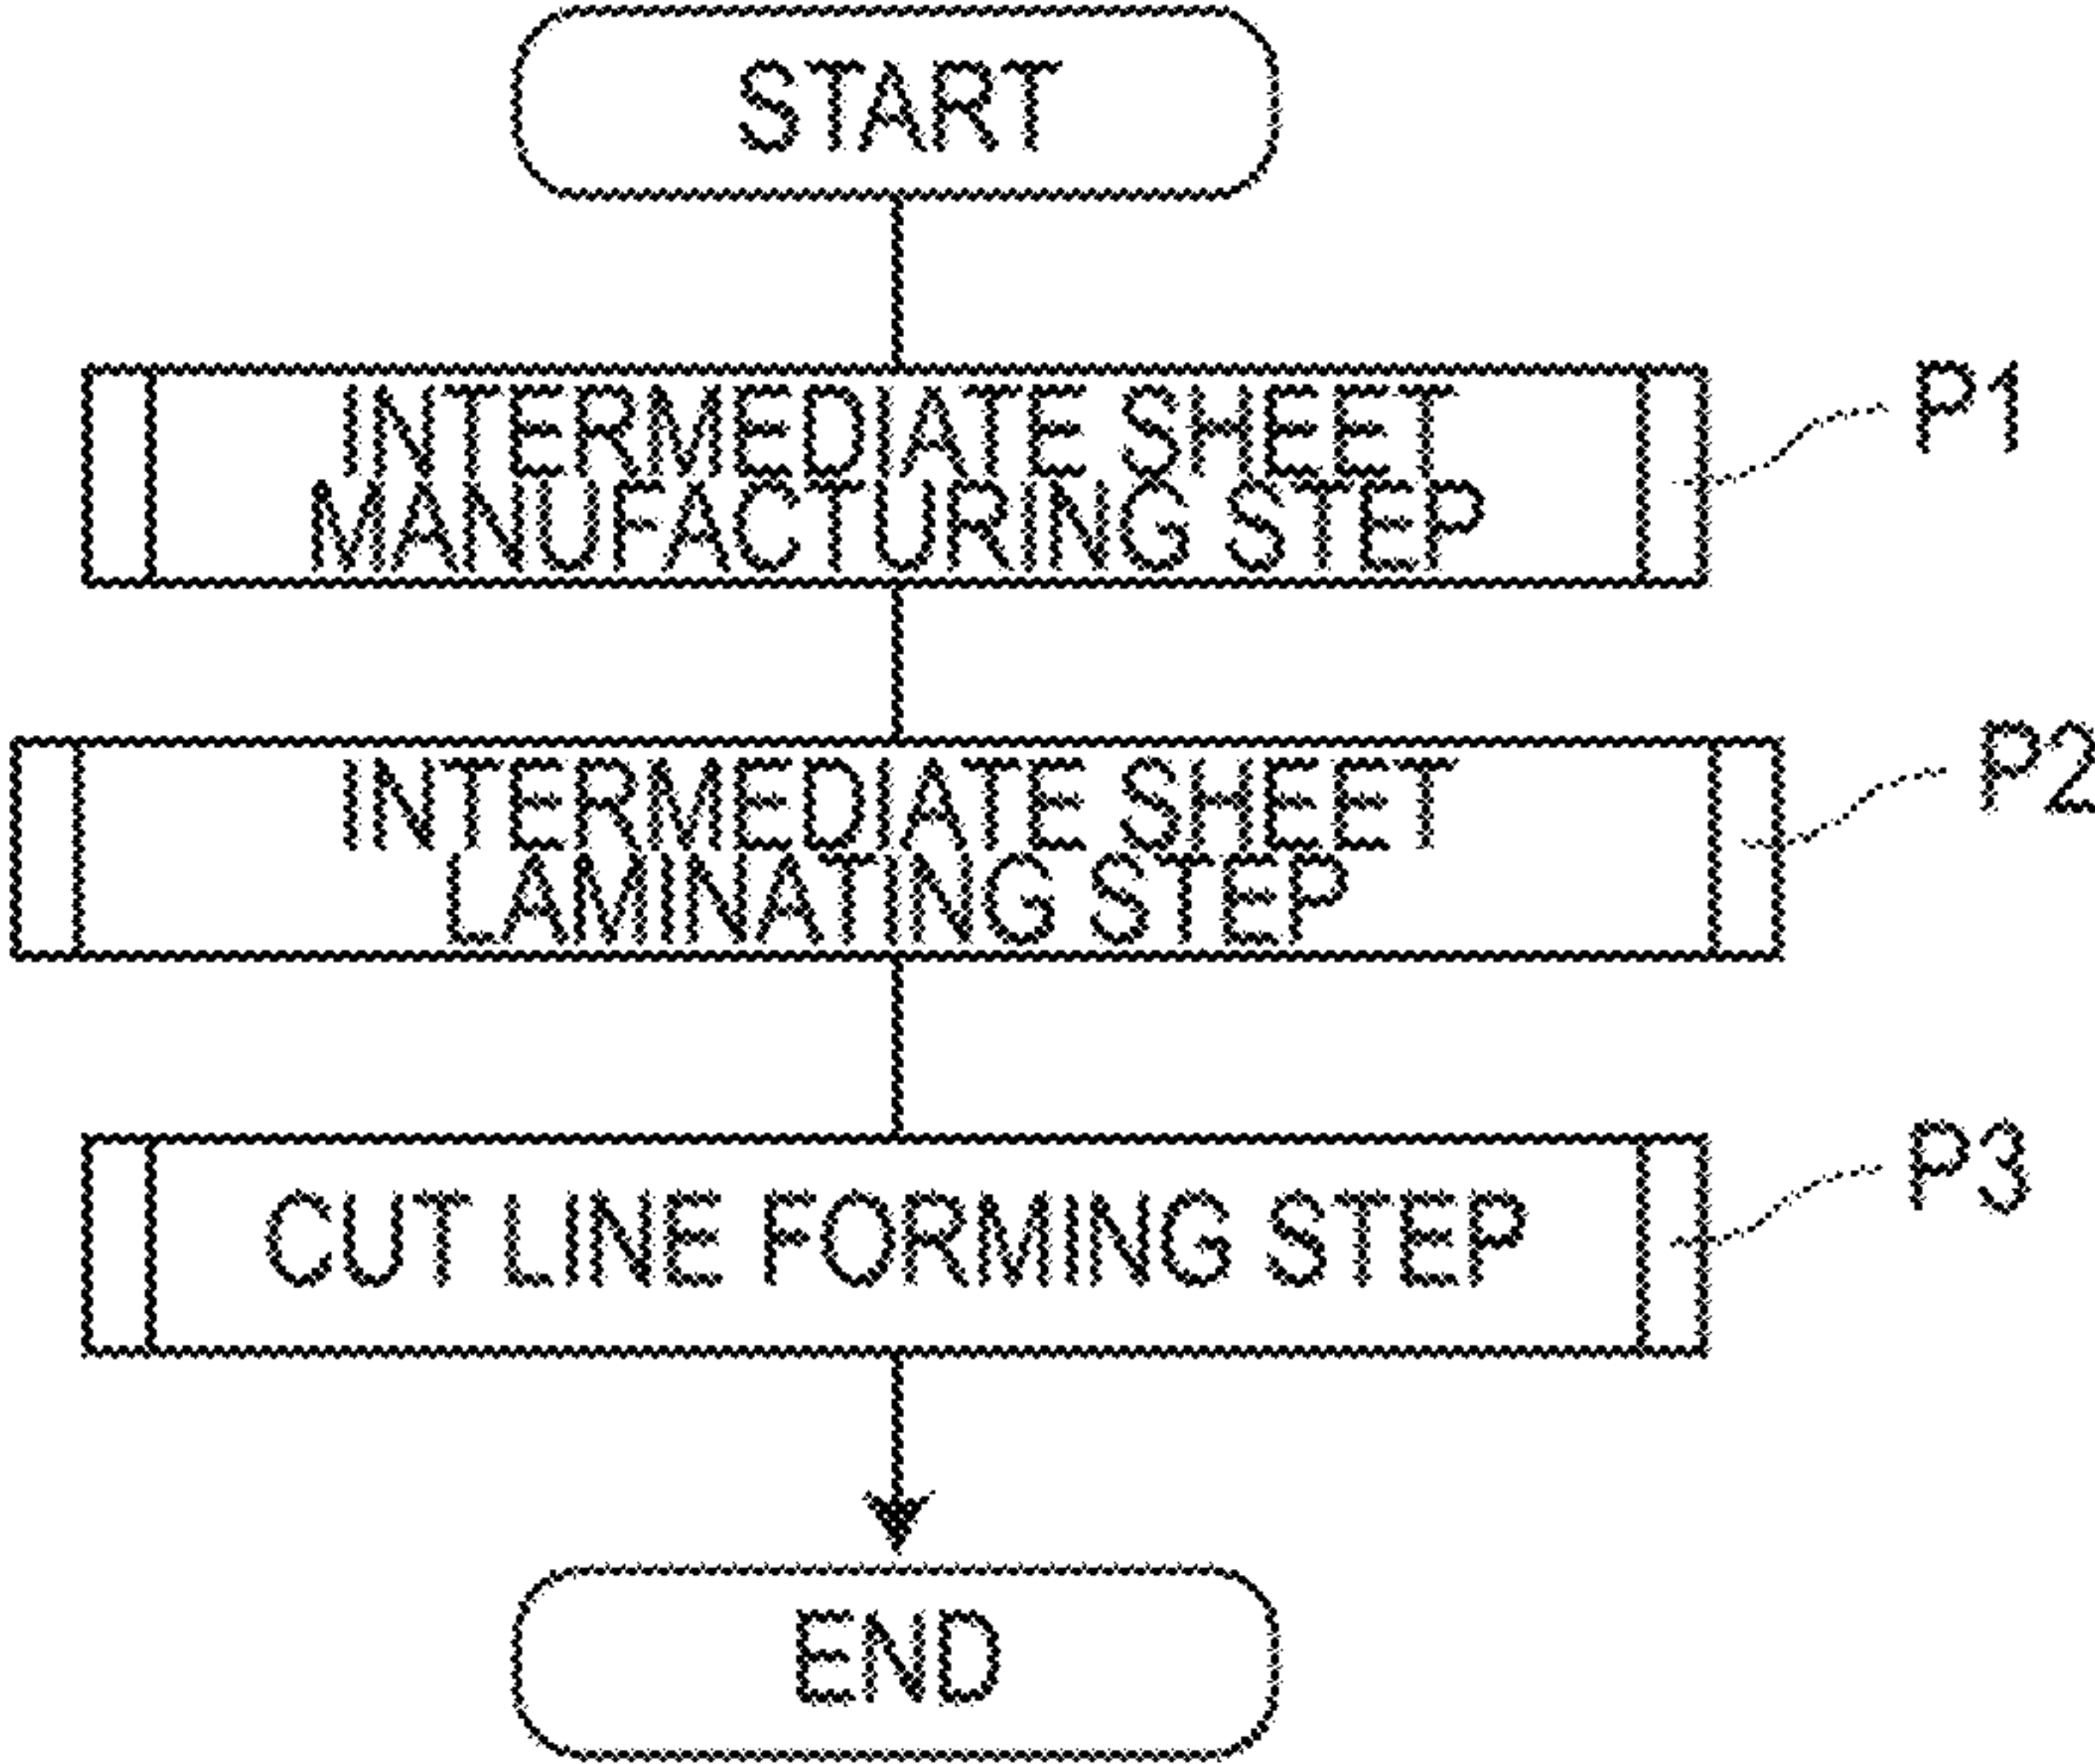 START
INTERMEDIATE SHEET
MANUFACTURING STEP
P1
INTERMEDIATE SHEET
LAMINATING STEP
P2
CUT LINE FORMING STEP
P3
END